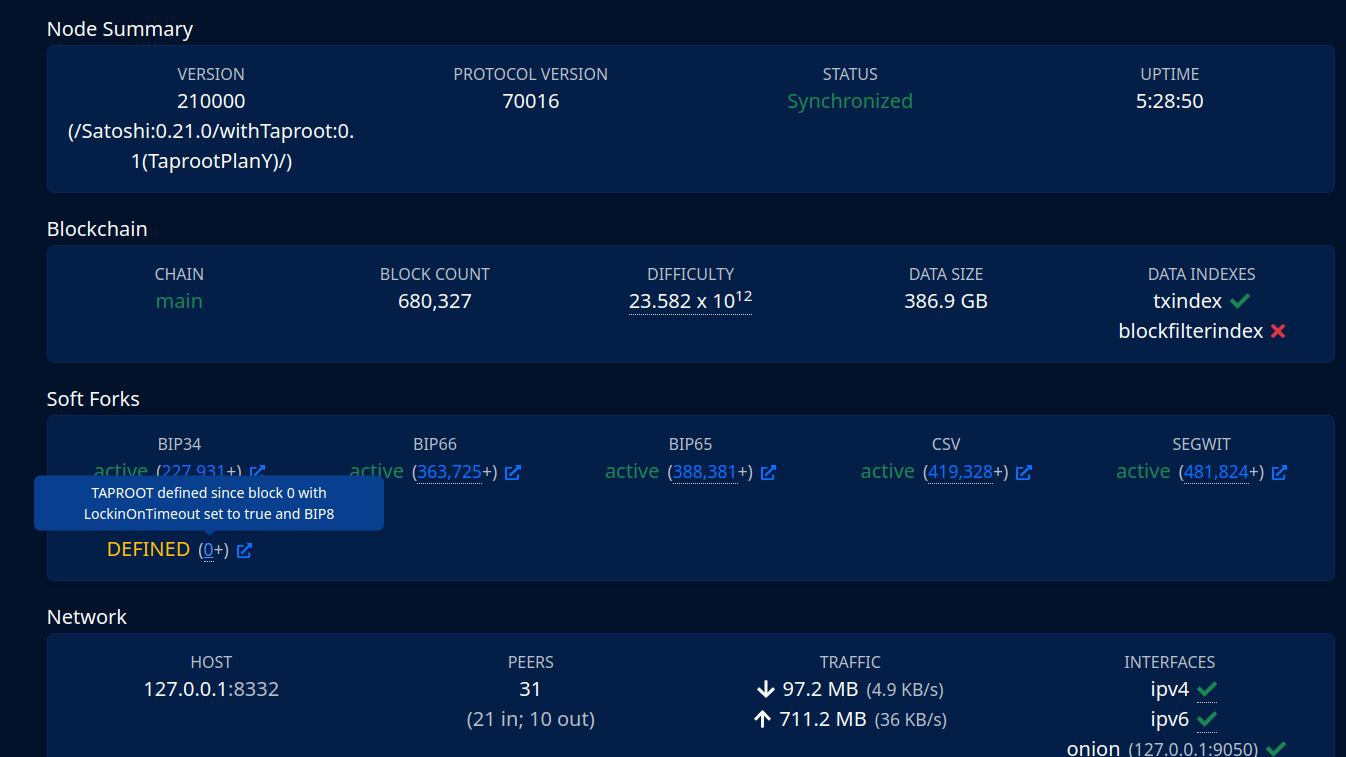 Node Summary
VERSION PROTOCOL VERSION STATUS UPTIME
210000 70016 Synchronized 5:28:50
(/Satoshi:0.21.0/withTaproot:0.
1(TaprootPlanY)/)
Blockchain
CHAIN BLOCK COUNT DIFFICULTY DATA SIZE DATA INDEXES
main 680,327 23.582 x 10¹² 386.9 GB txindex
blockfilterindex
Soft Forks
BIP34 BIP66 BIP65 CSV SEGWIT
active (227,931+) active (363,725+) active (388,381+) active (419,328+) active (481,824+)
TAPROOT defined since block 0 with
LockinOnTimeout set to true and BIP8
DEFINED (0+)
Network
HOST PEERS TRAFFIC INTERFACES
127.0.0.1:8332 31 97.2 MB (4.9 KB/s) ipv4
(21 in; 10 out) 711.2 MB (36 KB/s) ipv6
onion (127.0.0.1:9050)